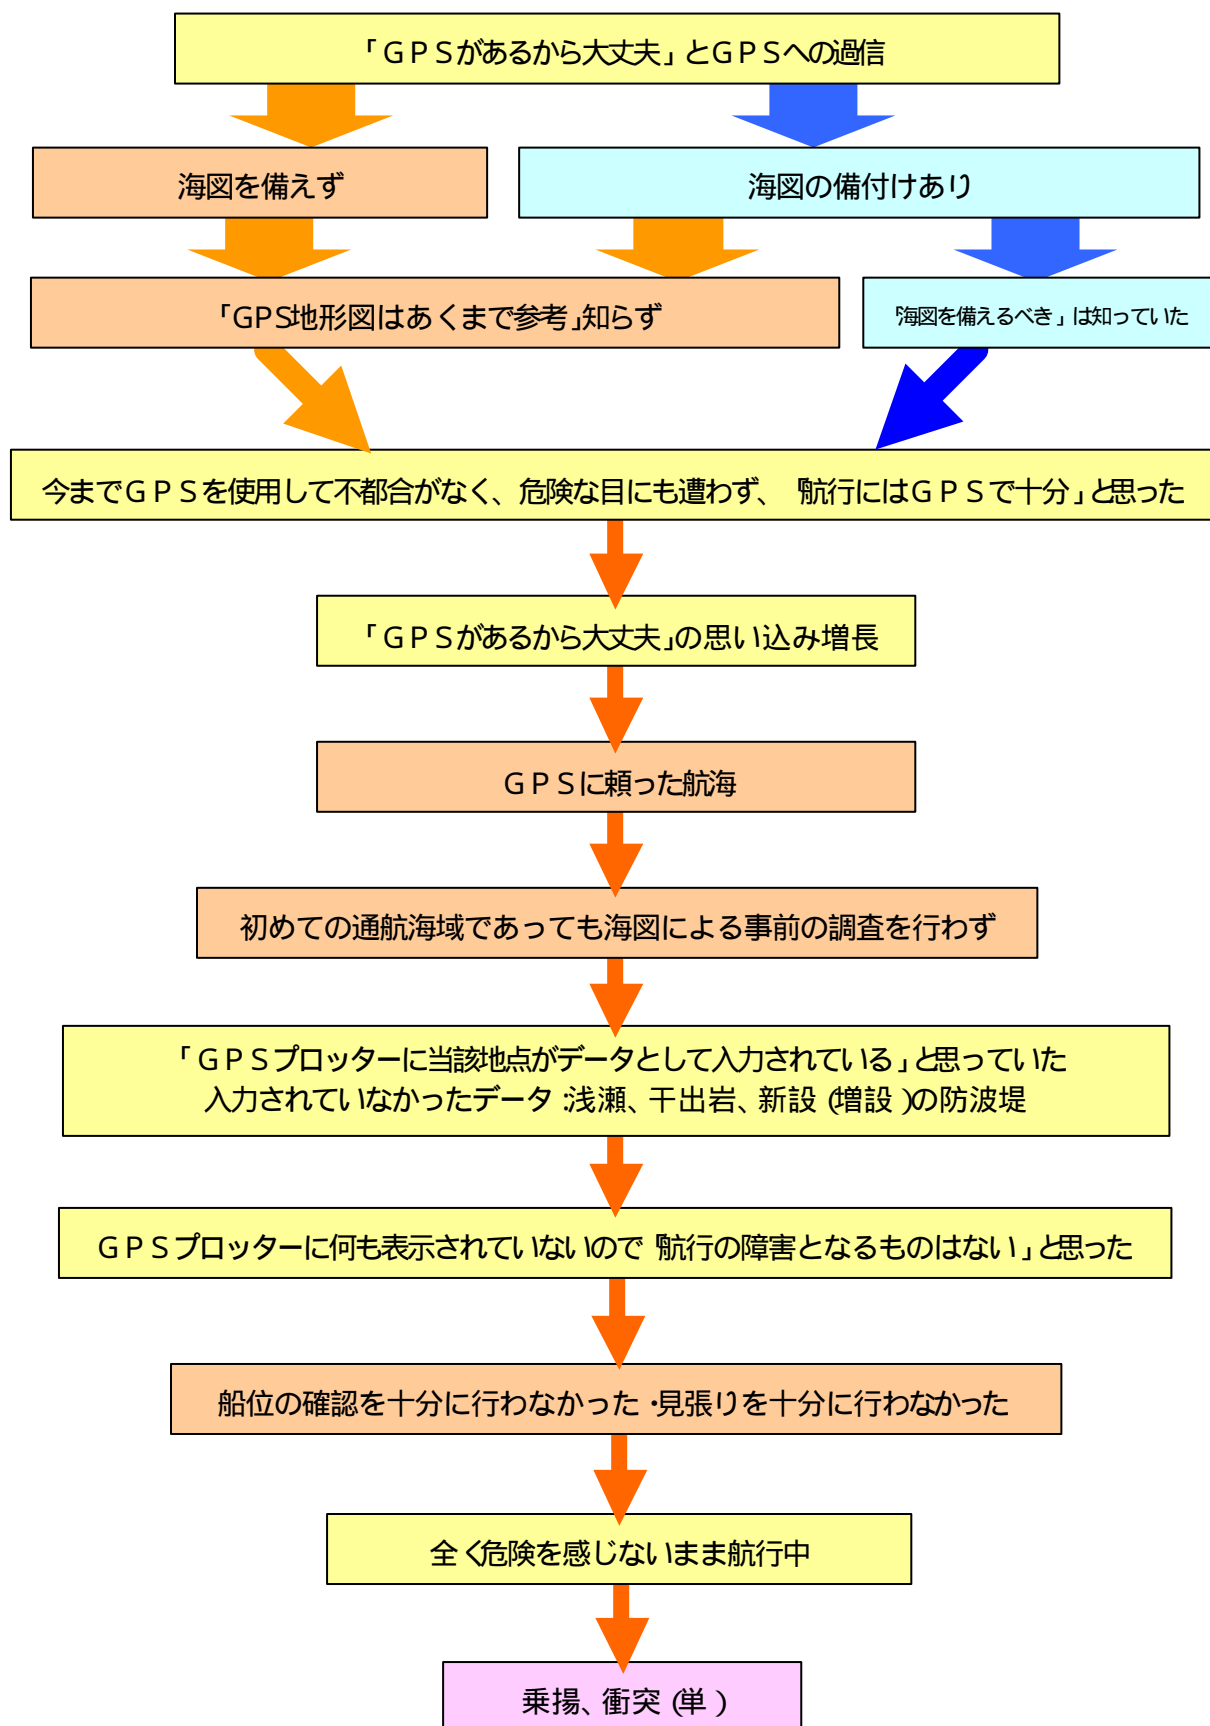 「GPSがあるから大丈夫」とGPSへの過信
海図を備えず
海図の備付けあり
「GPS地形図はあくまで参考」知らず
「海図を備えるべき」は知っていた
今までGPSを使用して不都合がなく、危険な目にも遭わず、「航行にはGPSで十分」と思った
「GPSがあるから大丈夫」の思い込み増長
GPSに頼った航海
初めての通航海域であっても海図による事前の調査を行わず
「GPSプロッターに当該地点がデータとして入力されている」と思っていた
入力されていなかったデータ:浅瀬、干出岩、新設(増設)の防波堤
GPSプロッターに何も表示されていないので「航行の障害となるものはない」と思った
船位の確認を十分に行わなかった・見張りを十分に行わなかった
全く危険を感じないまま航行中
乗揚、衝突(単)